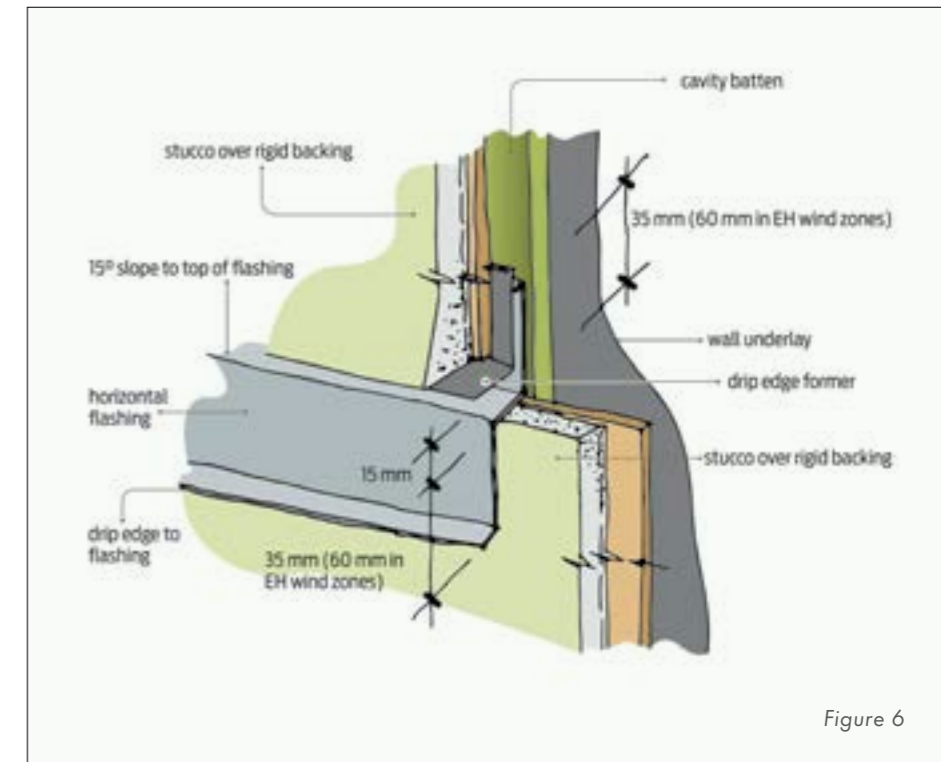 cavity batten
stucco over rigid backing
35 mm (60 mm in EH wind zones)
15º slope to top of flashing
wall underlay
drip edge former
horizontal
flashing
stucco over rigid backing
15 mm
drip edge to
flashing
35 mm (60 mm in
EH wind zones)
Figure 6